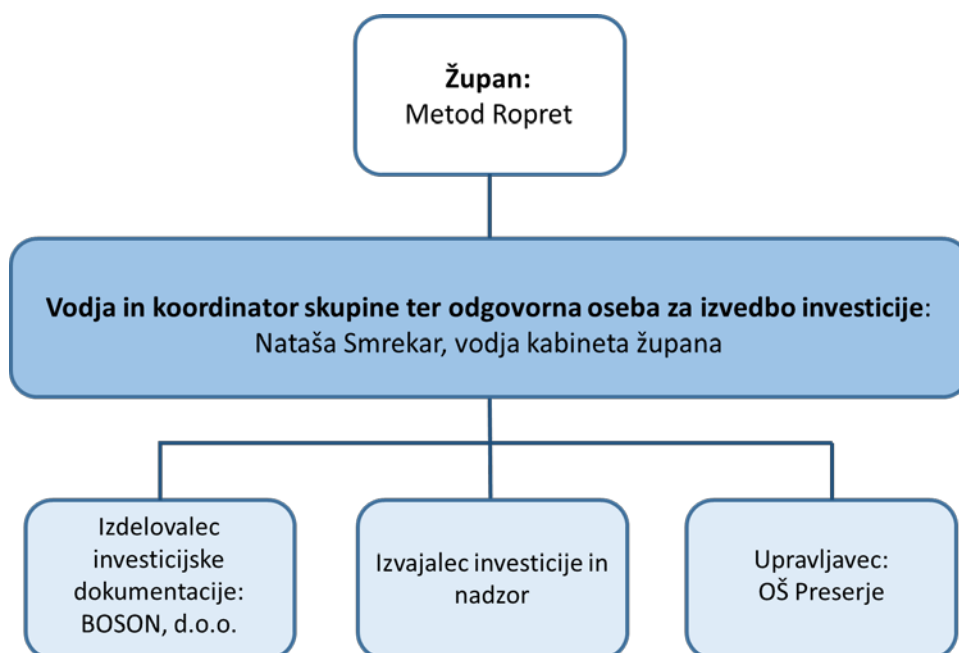 Župan:
Metod Ropret
Vodja in koordinator skupine ter odgovorna oseba za izvedbo investicije:
Nataša Smrekar, vodja kabineta župana
Izdelovalec
investicijske
dokumentacije:
BOSON, d.o.o.
Izvajalec investicije in
nadzor
Upravljavec:
OŠ Preserje